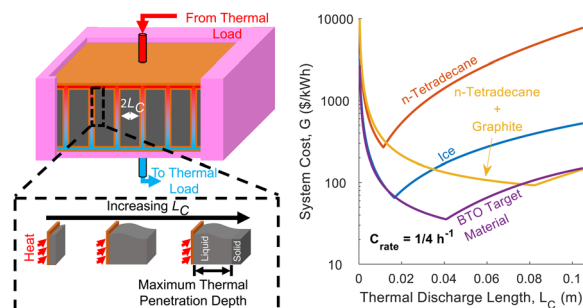 From Thermal
Load
2L_C
To Thermal
Load
Increasing L_C
Heat
Liquid
Solid
Maximum Thermal
Penetration Depth
System Cost, G ($/kWh)
10000
1000
100
10
n-Tetradecane
n-Tetradecane
+
Graphite
Ice
BTO Target
Material
C_rate = 1/4 h⁻¹
0 0.02 0.04 0.06 0.08 0.1
Thermal Discharge Length, L_C (m)